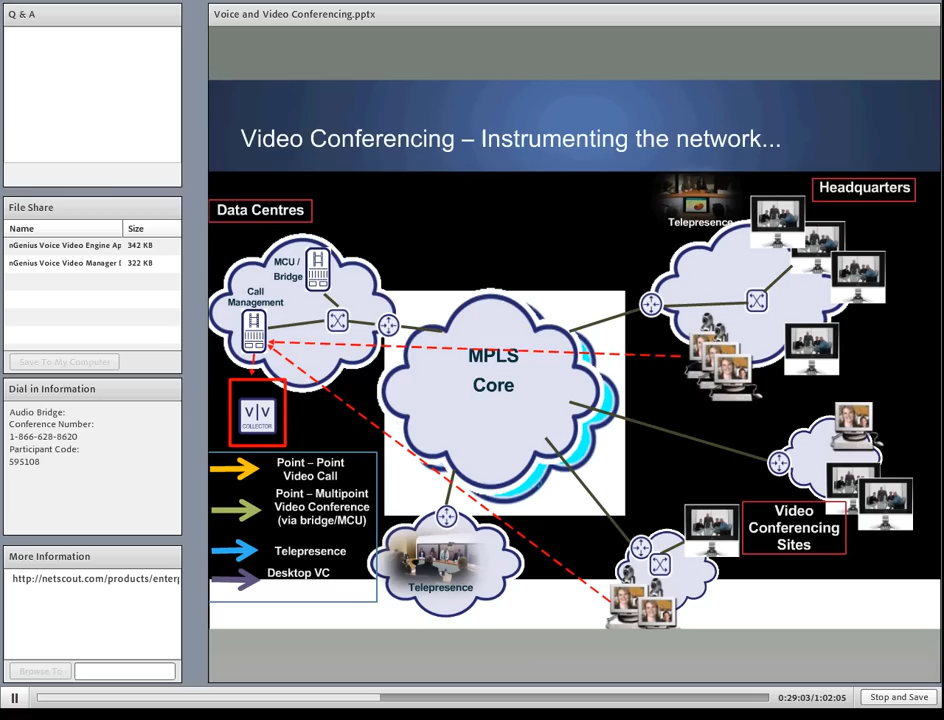 Q & A
Voice and Video Conferencing.pptx
File Share
Name Size
nGenius Voice Video Engine Ap 342 KB
nGenius Voice Video Manager 322 KB
Save To My Computer
Dial in Information
Audio Bridge:
Conference Number:
1-866-628-8620
Participant Code:
595108
More Information
http://netscout.com/products/enter
Browse To
Video Conferencing – Instrumenting the network...
Data Centres
MCU /
Bridge
Call
Management
V|V
COLLECTOR
MPLS
Core
Telepresence
Headquarters
Point – Point
Video Call
Point – Multipoint
Video Conference
(via bridge/MCU)
Telepresence
Desktop VC
Telepresence
Video
Conferencing
Sites
0:29:03/1:02:05
Stop and Save